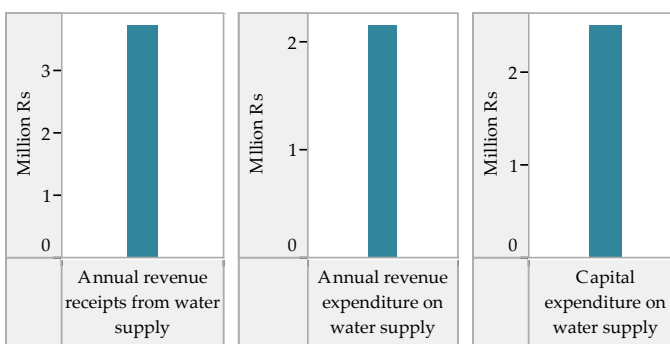 Million Rs
3
2
1
0
Annual revenue
receipts from water
supply
Million Rs
2
1
0
Annual revenue
expenditure on
water supply
Million Rs
2
1
0
Capital
expenditure on
water supply